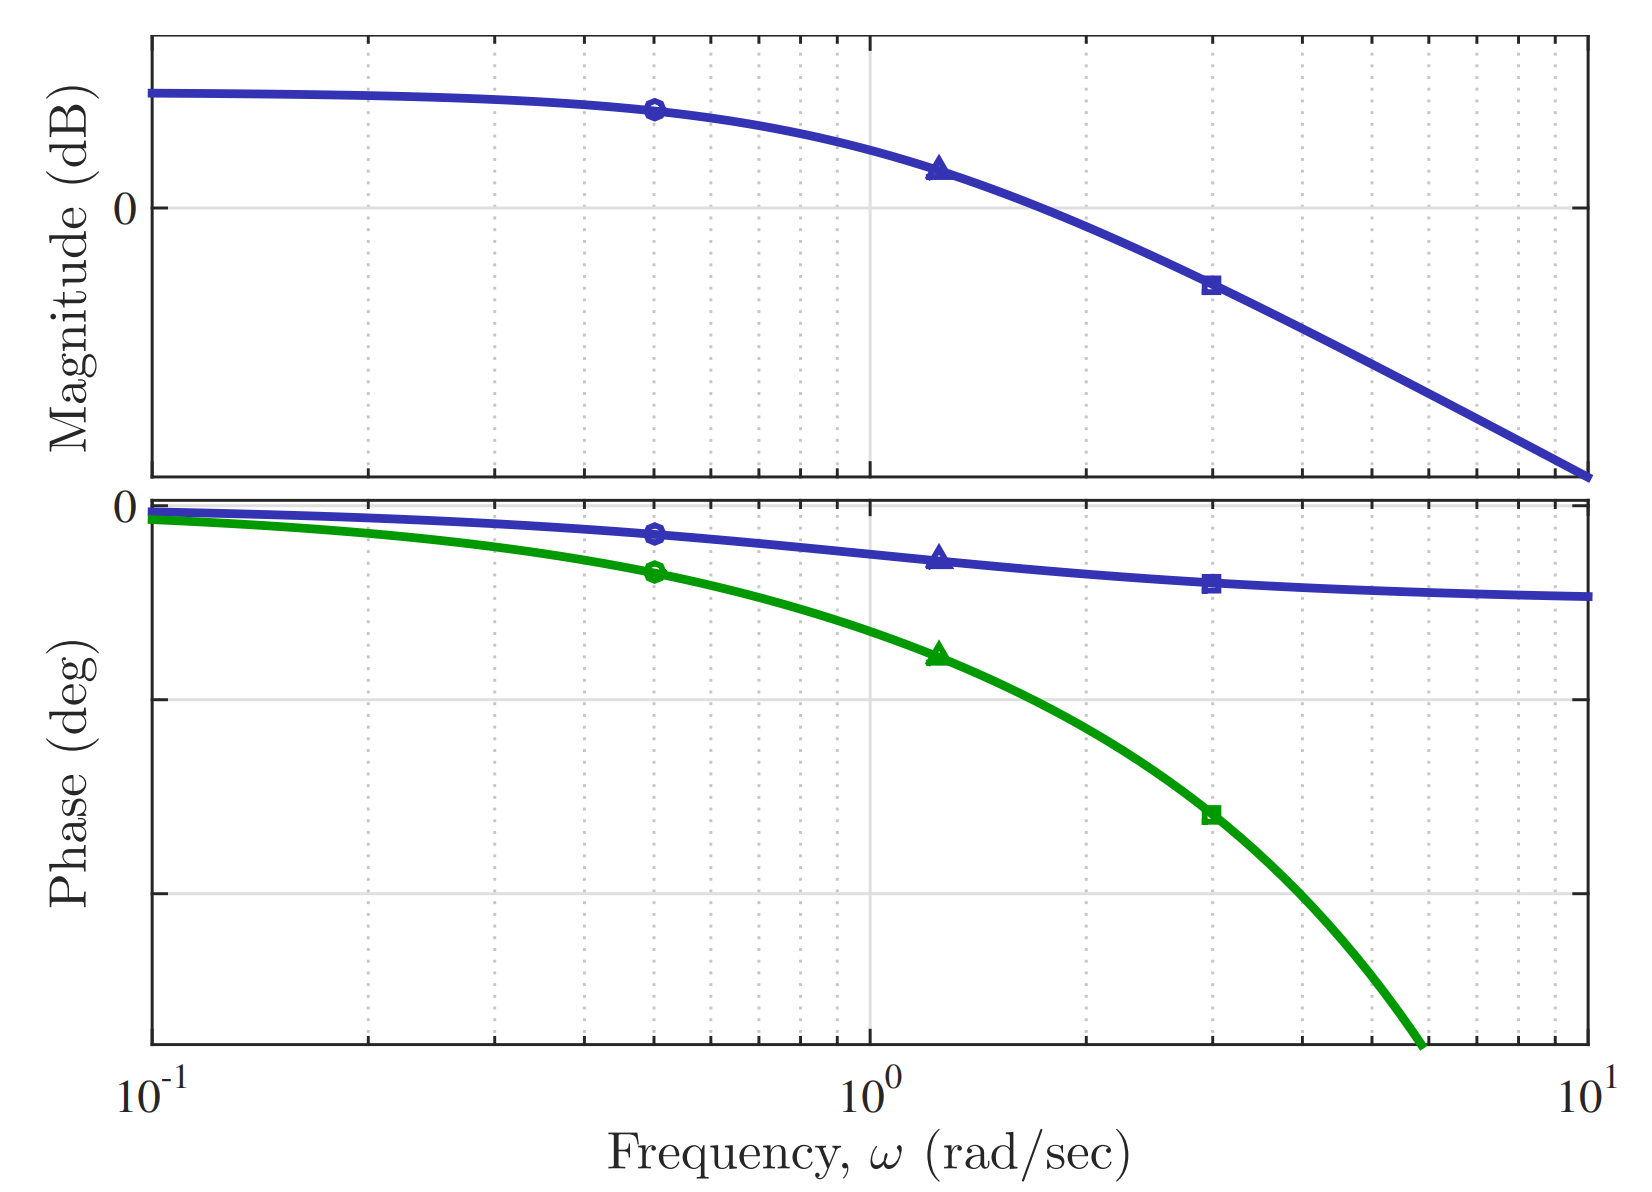 Magnitude (dB)
0
Phase (deg)
0
10^-1
10^0
10^1
Frequency, ω (rad/sec)